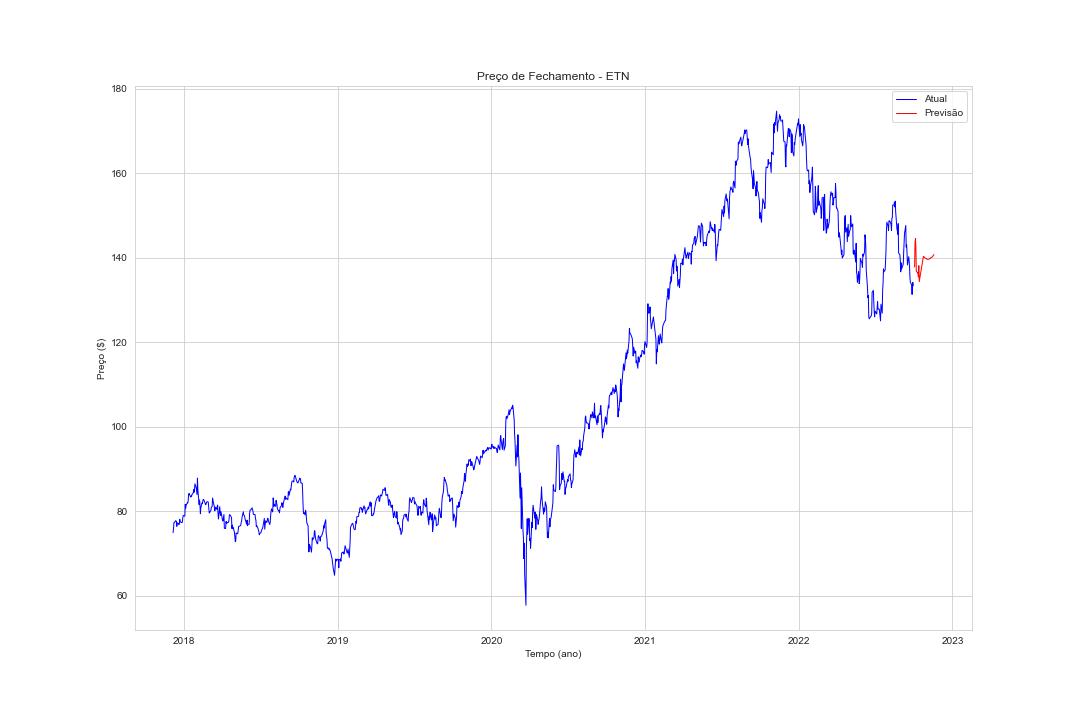 Preço de Fechamento - ETN
Atual
Previsão
180
160
140
120
100
80
60
Preço ($)
2018 2019 2020 2021 2022 2023
Tempo (ano)